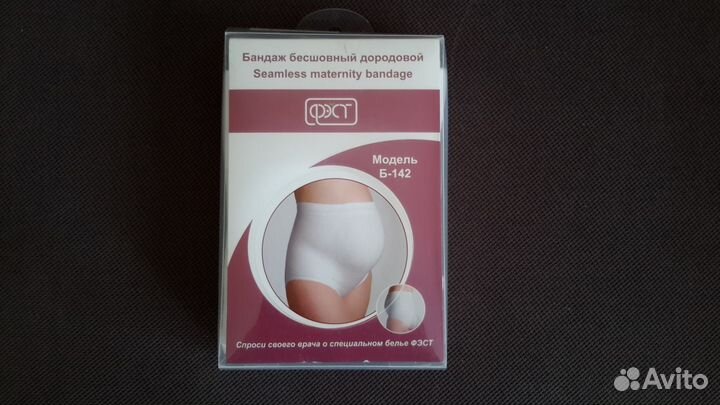 Бандаж бесшовный дородовой
Seamless maternity bandage
ФЭСТ
Модель
Б-142
Спроси своего врача о специальном белье ФЭСТ
Avito